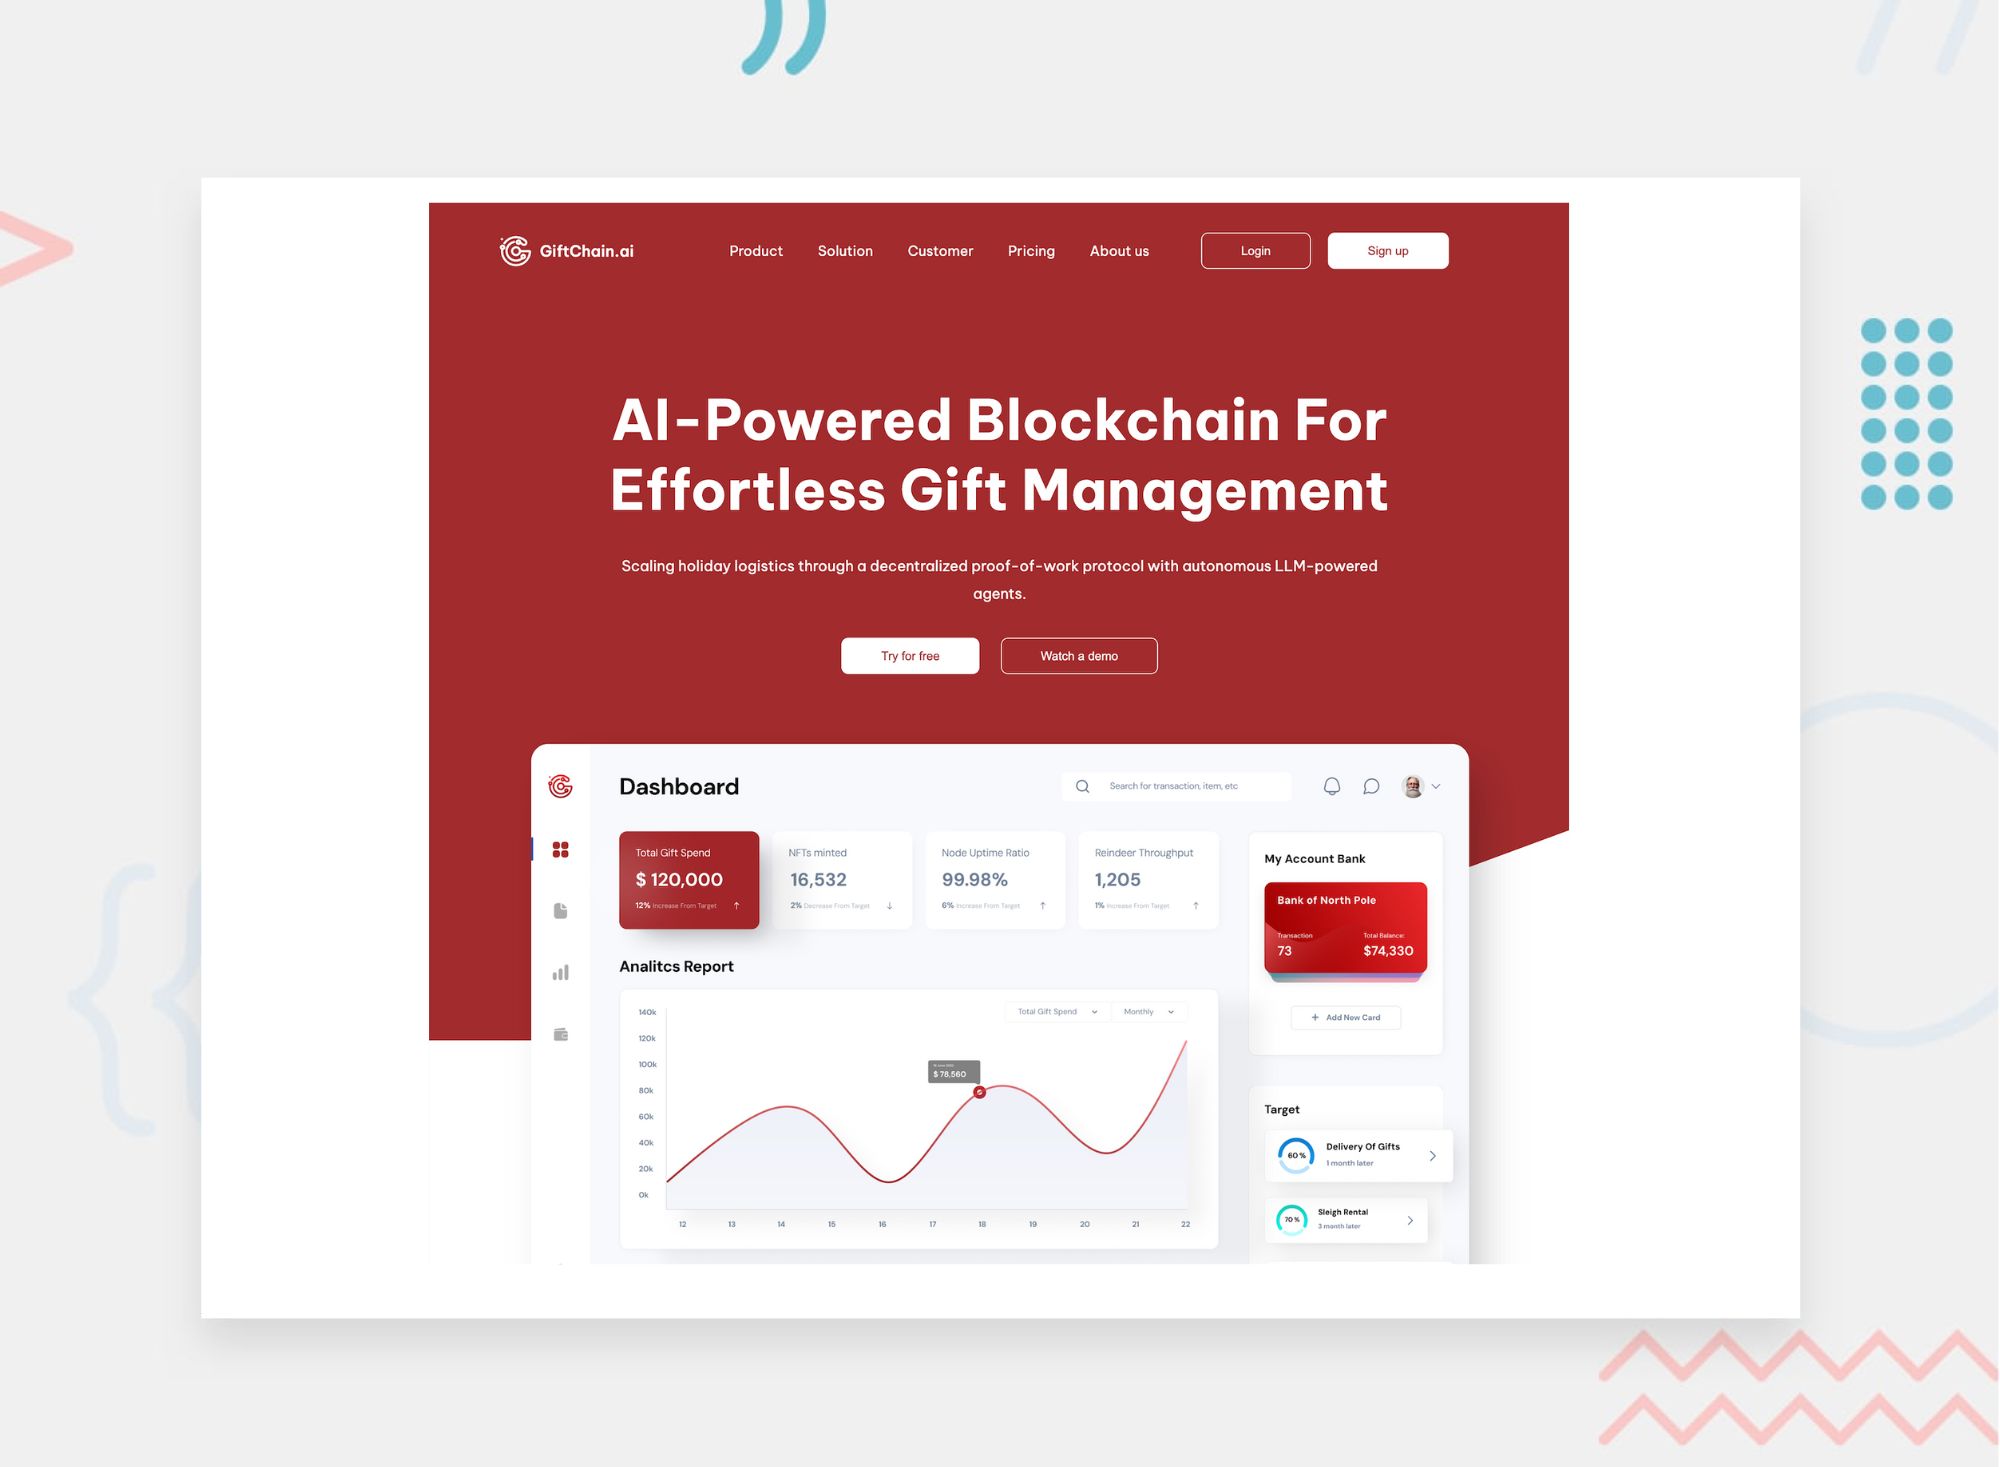 GiftChain.ai
Product
Solution
Customer
Pricing
About us
Login
Sign up
AI-Powered Blockchain For
Effortless Gift Management
Scaling holiday logistics through a decentralized proof-of-work protocol with autonomous LLM-powered
agents.
Try for free
Watch a demo
Dashboard
Search for transaction, item, etc
Total Gift Spend
$ 120,000
12% Increase From Target
NFTs minted
16,532
2% Decrease From Target
Node Uptime Ratio
99.98%
6% Increase From Target
Reindeer Throughput
1,205
1% Increase From Target
My Account Bank
Bank of North Pole
Transaction
73
Total Balance:
$74,330
Add New Card
Analitcs Report
Total Gift Spend
Monthly
140k
120k
100k
80k
60k
40k
20k
0k
$ 78,560
12 13 14 15 16 17 18 19 20 21 22
Target
60%
Delivery Of Gifts
1 month later
70%
Sleigh Rental
3 month later